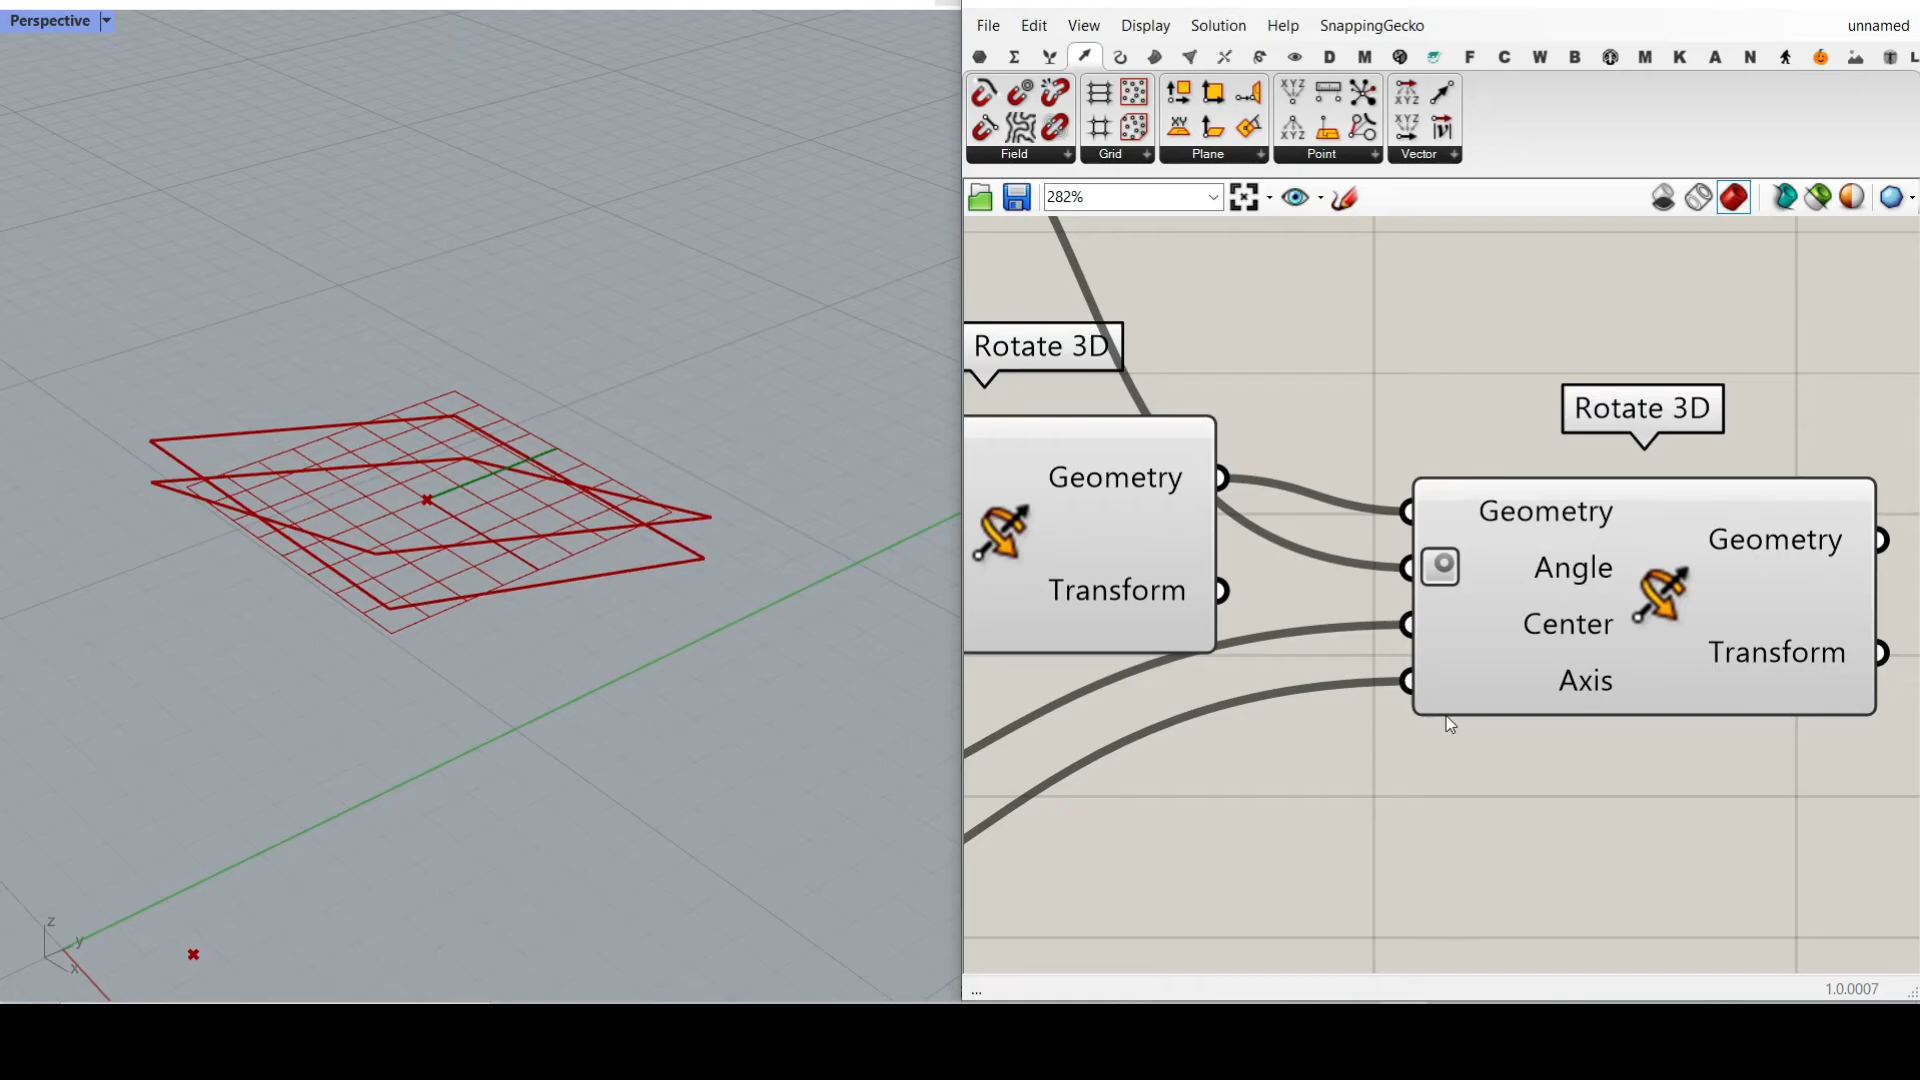 Perspective
File Edit View Display Solution Help SnappingGecko unnamed
D M F C W B M K A N L
Field Grid Plane Point Vector
282%
Rotate 3D
Rotate 3D
Geometry
Transform
Geometry
Angle
Center
Axis
Geometry
Transform
z
y
x
...
1.0.0007